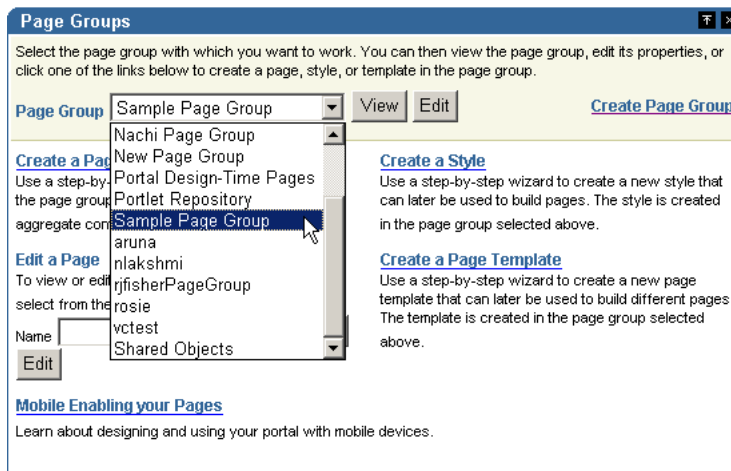 Page Groups
Select the page group with which you want to work. You can then view the page group, edit its properties, or
click one of the links below to create a page, style, or template in the page group.
Page Group Sample Page Group View Edit Create Page Group
Nachi Page Group
New Page Group
Portal Design-Time Pages
Portlet Repository
Sample Page Group
aruna
nlakshmi
rjfisherPageGroup
rosie
vctest
Shared Objects
Create a Pag
Use a step-by-
the page group
aggregate con
Edit a Page
To view or edi
select from the
Name
Edit
Create a Style
Use a step-by-step wizard to create a new style that
can later be used to build pages. The style is created
in the page group selected above.
Create a Page Template
Use a step-by-step wizard to create a new page
template that can later be used to build different pages
The template is created in the page group selected
above.
Mobile Enabling your Pages
Learn about designing and using your portal with mobile devices.